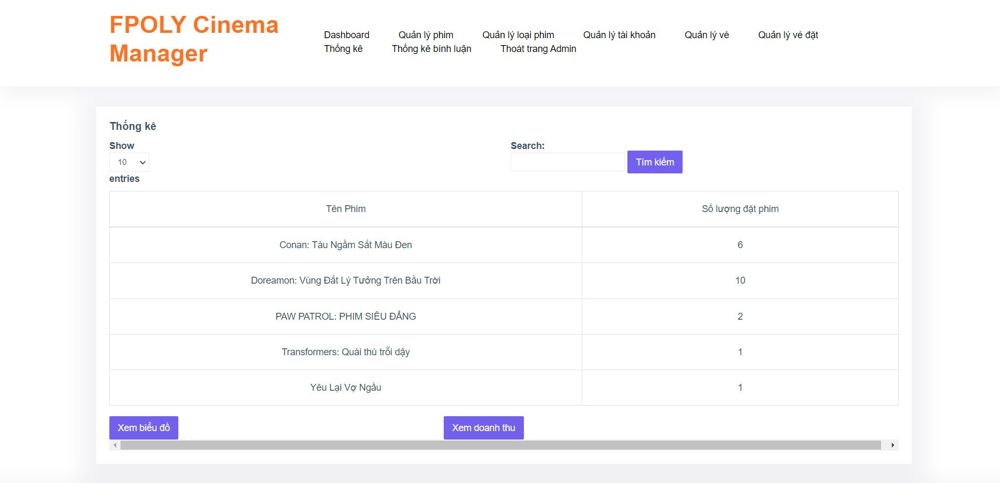 FPOLY Cinema
Manager
Dashboard Quản lý phim Quản lý loại phim Quản lý tài khoản Quản lý vé Quản lý vé đặt
Thống kê Thống kê bình luận Thoát trang Admin
Thống kê
Show
10
entries
Search:
Tìm kiếm
Tên Phim Số lượng đặt phim
Conan: Tàu Ngầm Sắt Màu Đen 6
Doreamon: Vùng Đất Lý Tưởng Trên Bầu Trời 10
PAW PATROL: PHIM SIÊU ĐẲNG 2
Transformers: Quái thú trỗi dậy 1
Yêu Lại Vợ Ngầu 1
Xem biểu đồ Xem doanh thu